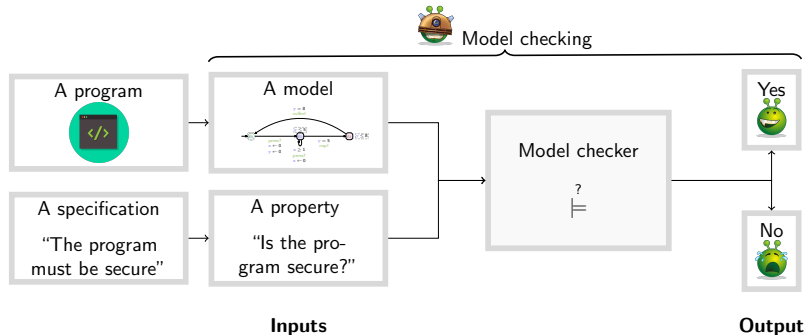 Model checking
A program
</>
A model
A specification
“The program
must be secure”
A property
“Is the pro-
gram secure?”
Model checker
?
⊨
Yes
No
Inputs
Output